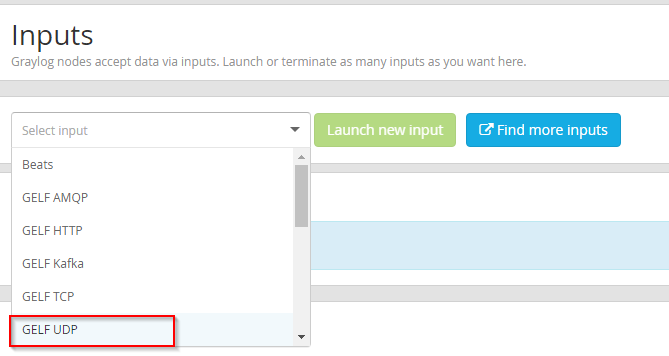 Inputs
Graylog nodes accept data via inputs. Launch or terminate as many inputs as you want here.
Select input
Launch new input
Find more inputs
Beats
GELF AMQP
GELF HTTP
GELF Kafka
GELF TCP
GELF UDP